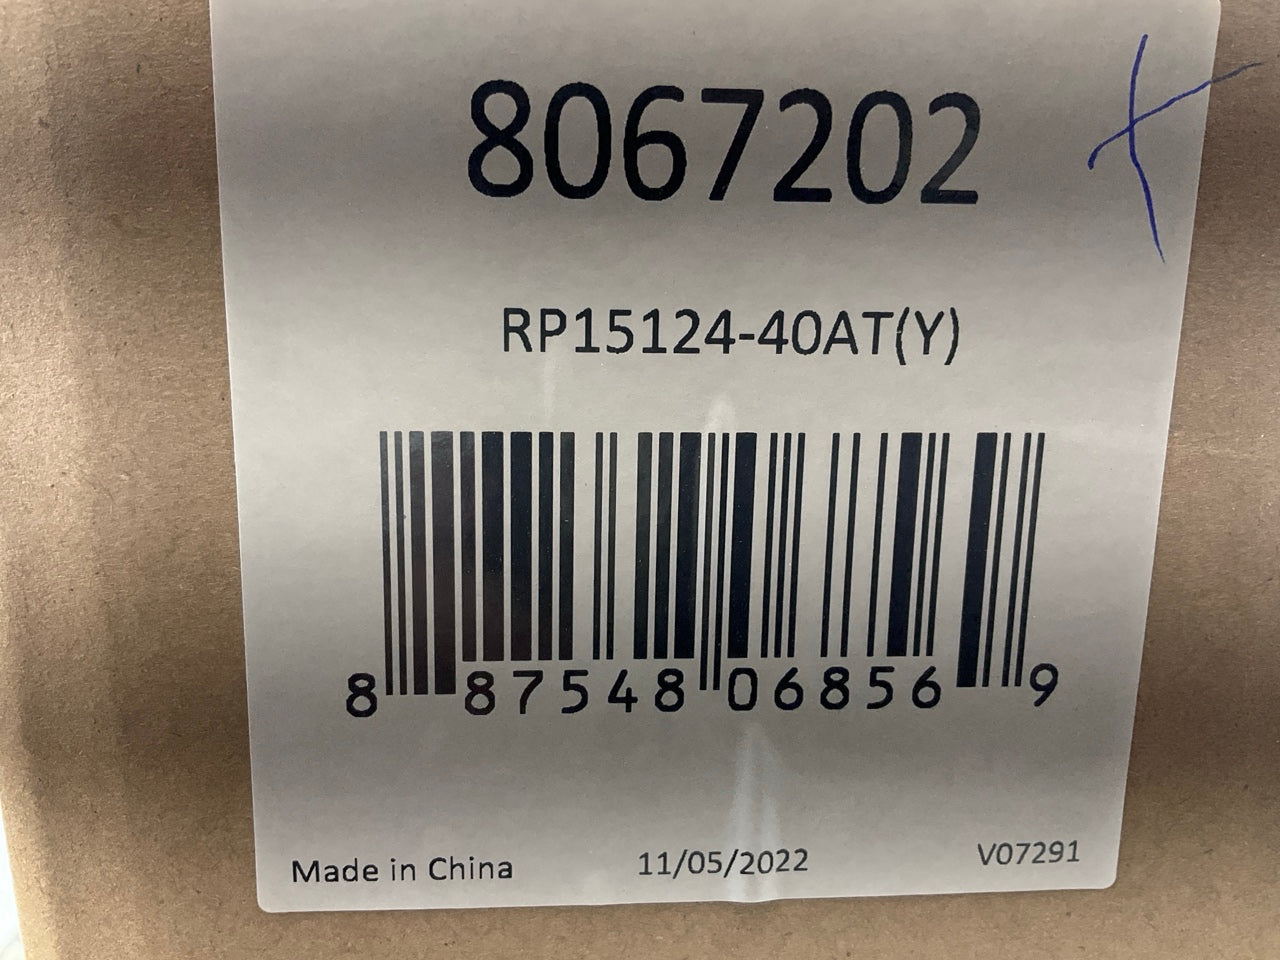 8067202
RP15124-40AT(Y)
8 87548 06856 9
Made in China 11/05/2022 V07291